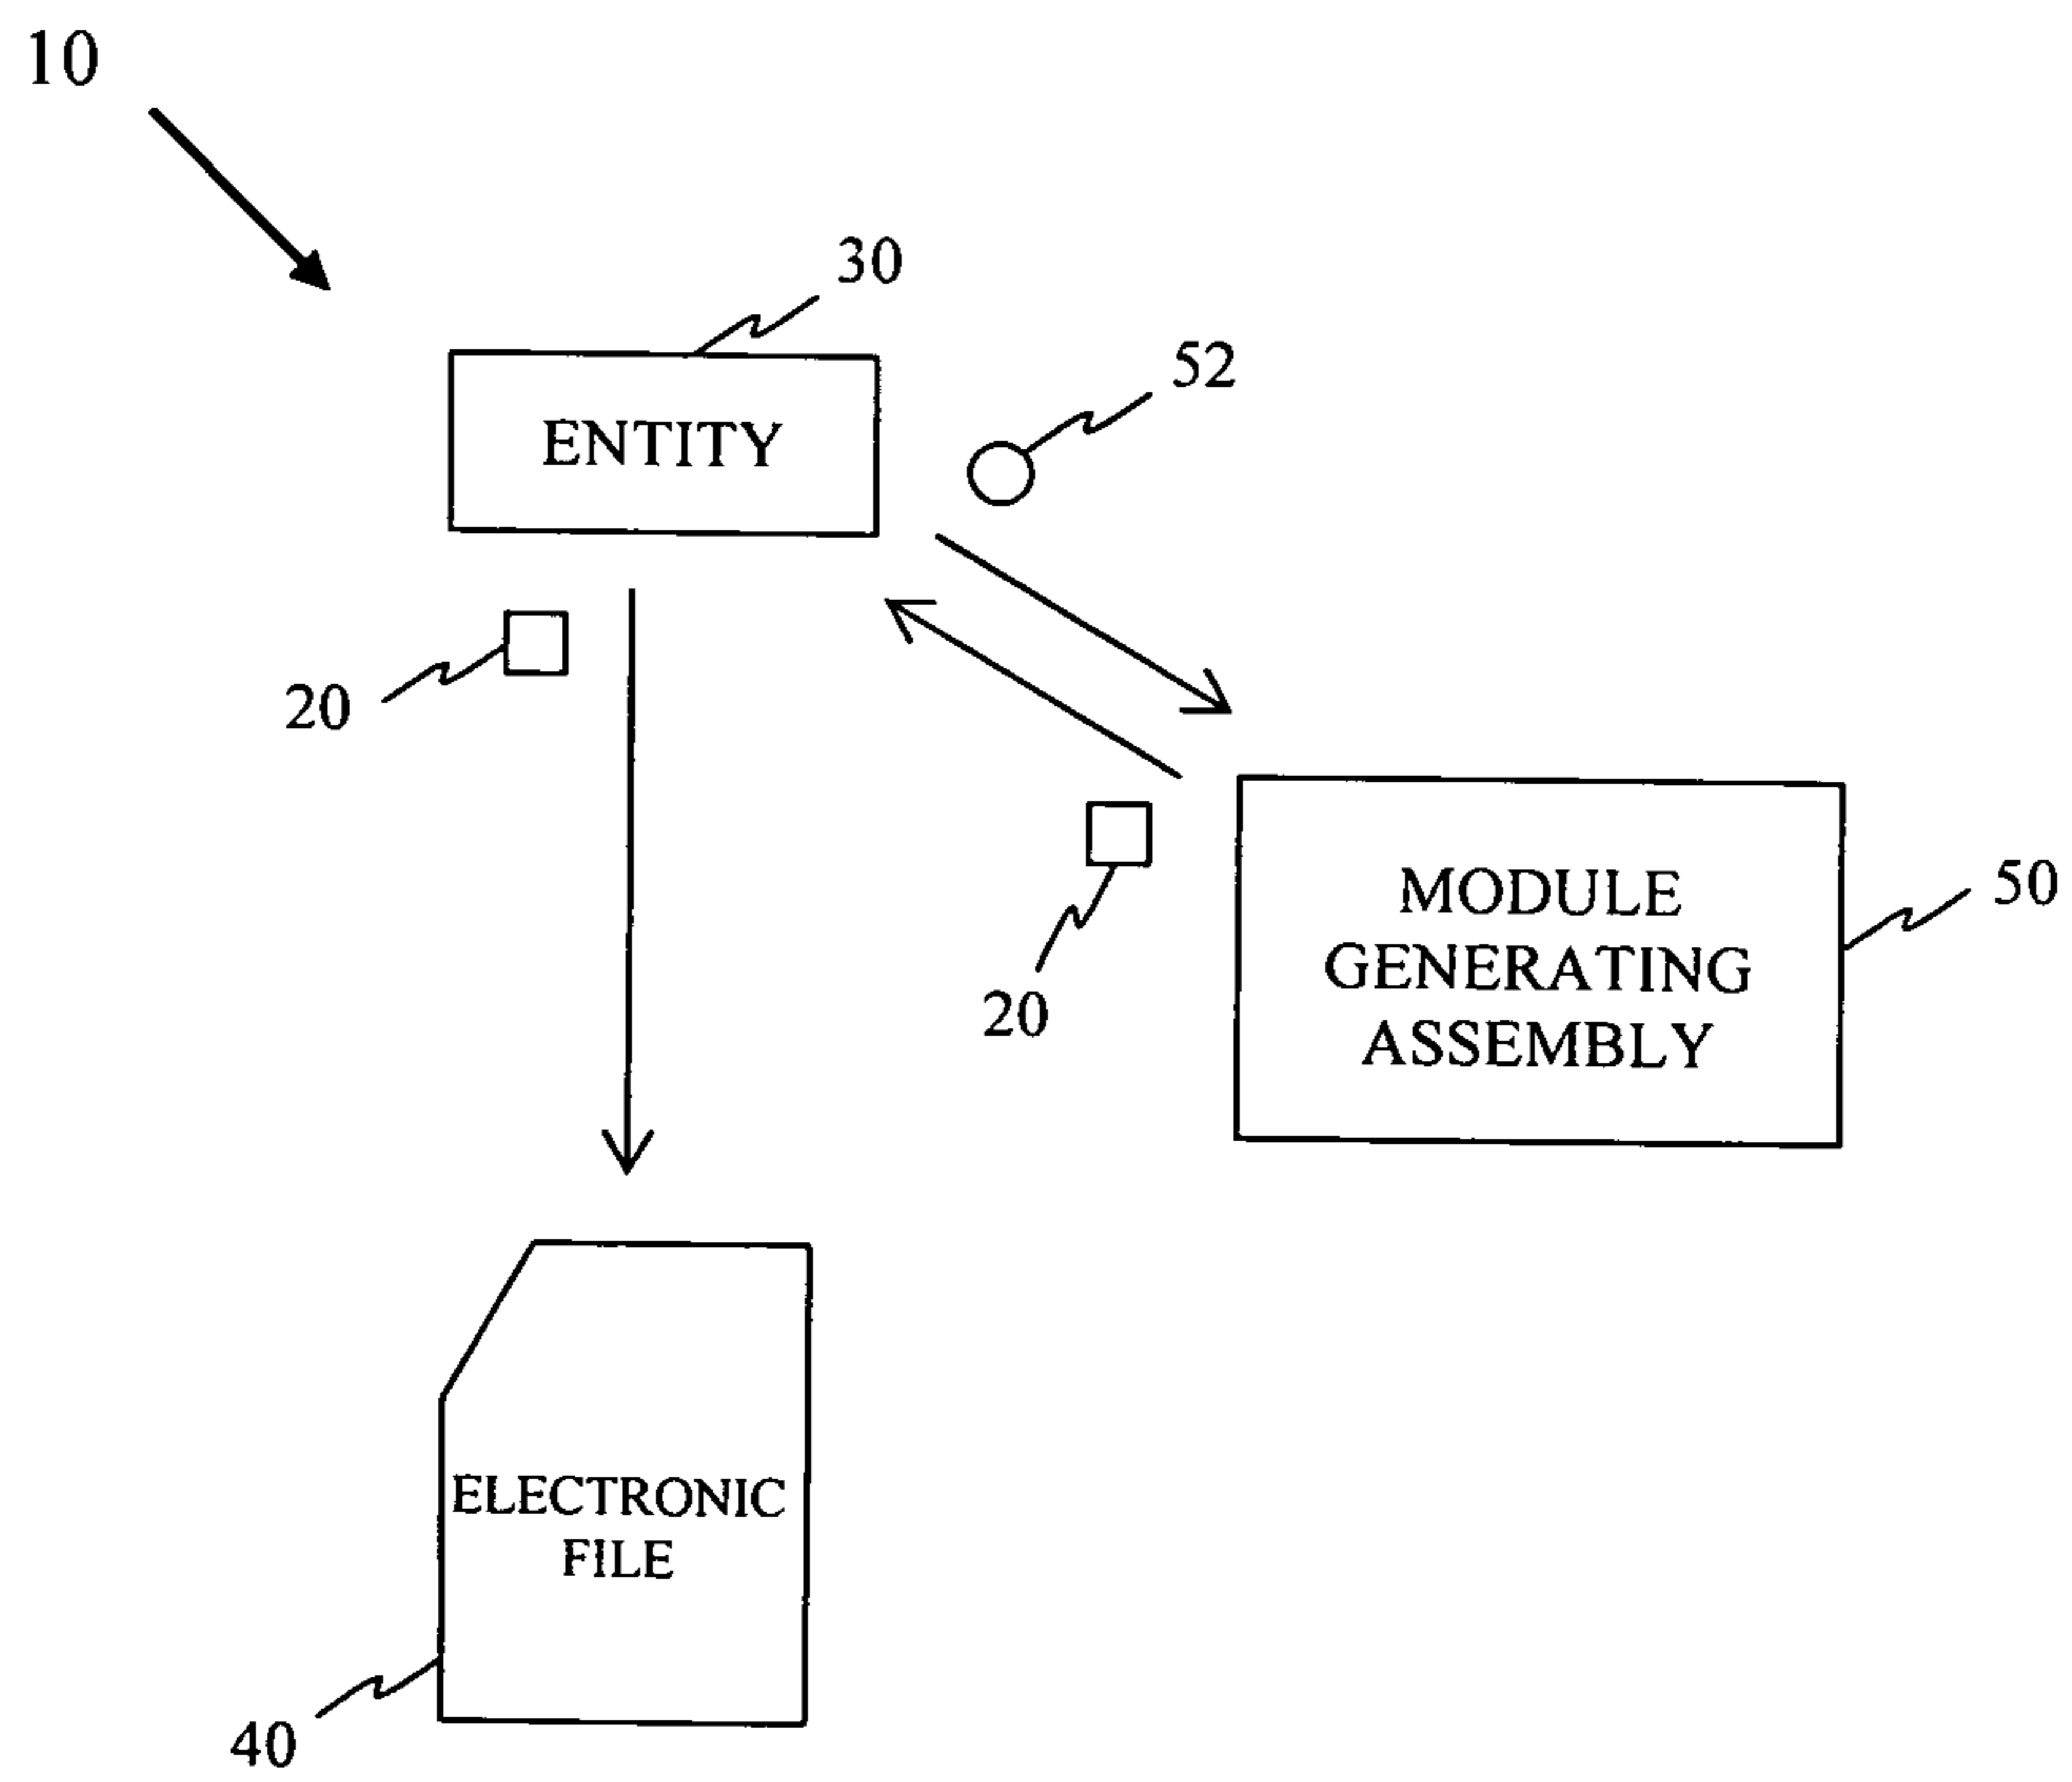 10
30
52
ENTITY
20
MODULE
GENERATING
ASSEMBLY
50
20
ELECTRONIC
FILE
40